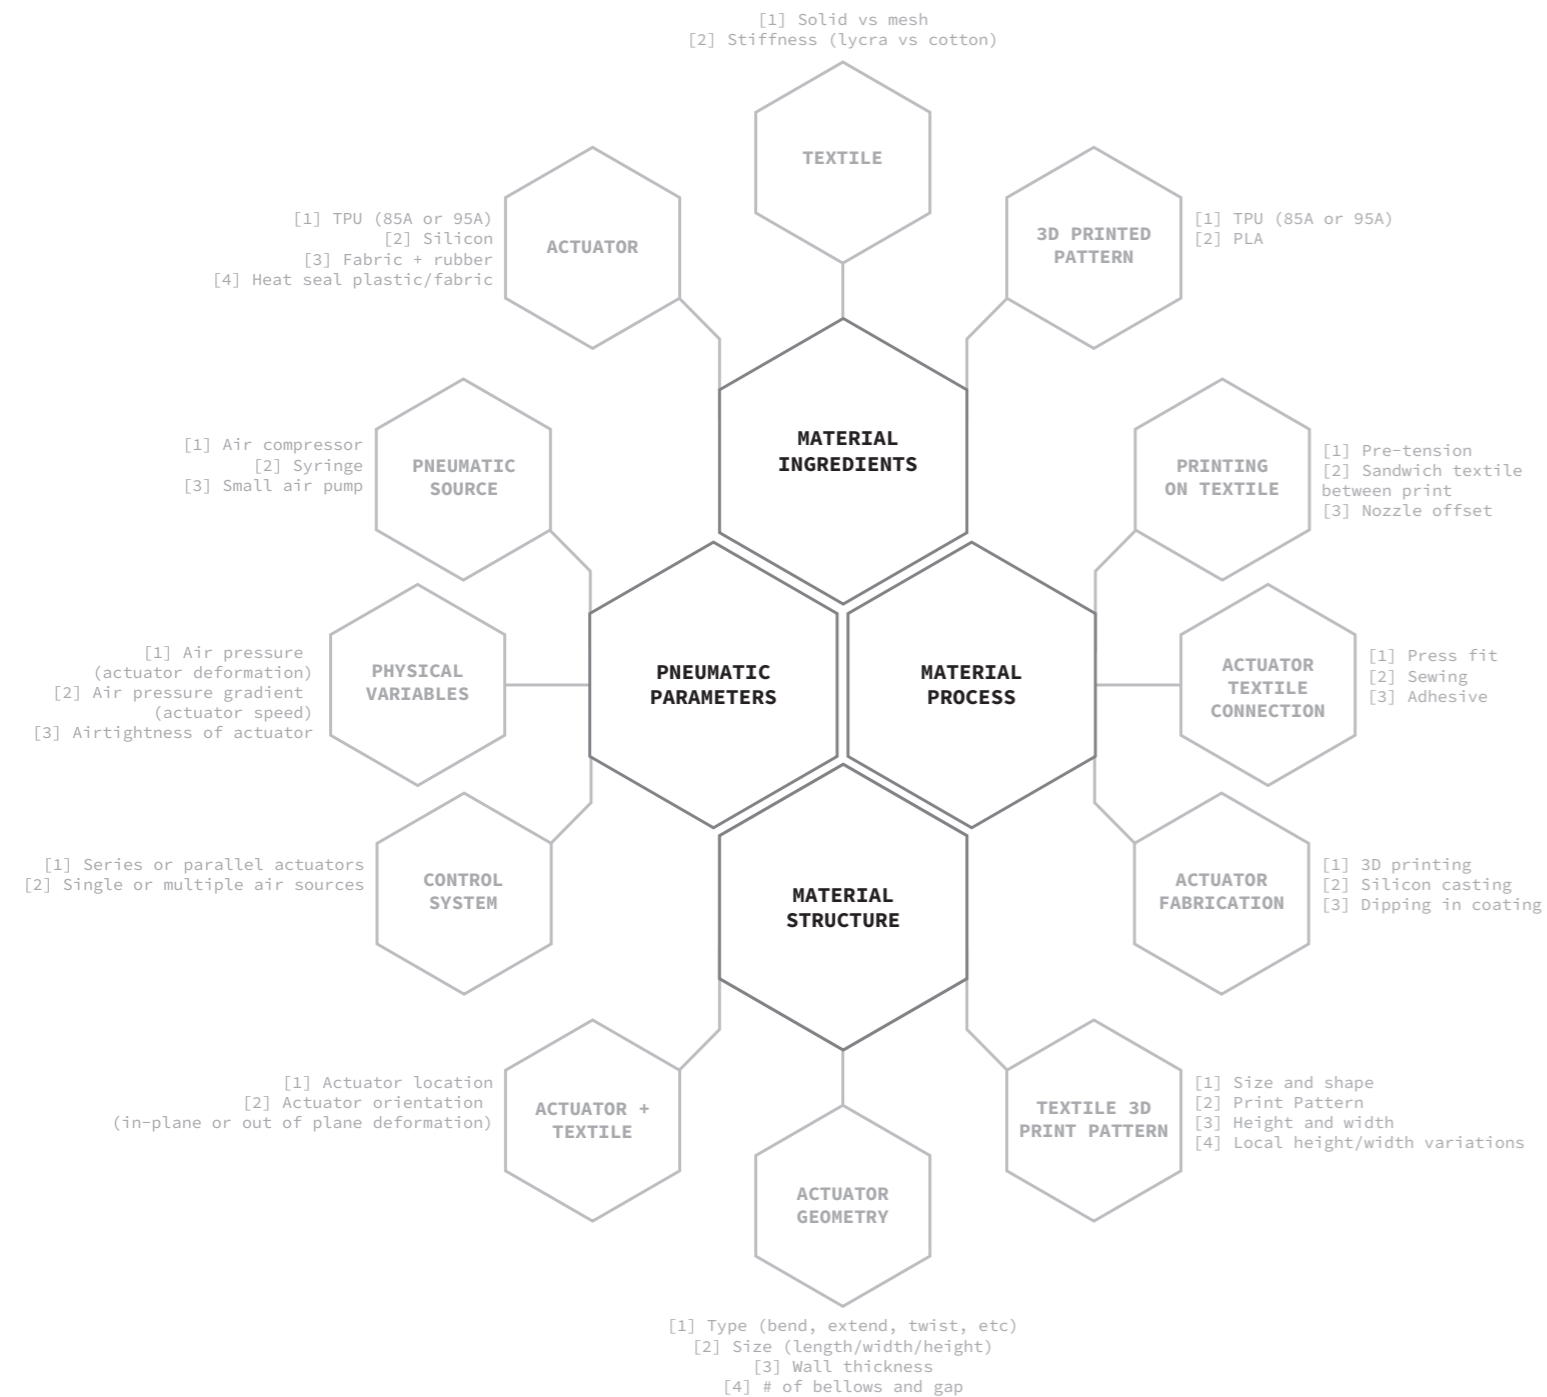 [1] Solid vs mesh
[2] Stiffness (lycra vs cotton)
TEXTILE
[1] TPU (85A or 95A)
[2] Silicon
[3] Fabric + rubber
[4] Heat seal plastic/fabric
ACTUATOR
3D PRINTED
PATTERN
[1] TPU (85A or 95A)
[2] PLA
MATERIAL
INGREDIENTS
[1] Air compressor
[2] Syringe
[3] Small air pump
PNEUMATIC
SOURCE
PRINTING
ON TEXTILE
[1] Pre-tension
[2] Sandwich textile
between print
[3] Nozzle offset
[1] Air pressure
(actuator deformation)
[2] Air pressure gradient
(actuator speed)
[3] Airtightness of actuator
PHYSICAL
VARIABLES
PNEUMATIC
PARAMETERS
MATERIAL
PROCESS
ACTUATOR
TEXTILE
CONNECTION
[1] Press fit
[2] Sewing
[3] Adhesive
[1] Series or parallel actuators
[2] Single or multiple air sources
CONTROL
SYSTEM
MATERIAL
STRUCTURE
ACTUATOR
FABRICATION
[1] 3D printing
[2] Silicon casting
[3] Dipping in coating
[1] Actuator location
[2] Actuator orientation
(in-plane or out of plane deformation)
ACTUATOR +
TEXTILE
TEXTILE 3D
PRINT PATTERN
[1] Size and shape
[2] Print Pattern
[3] Height and width
[4] Local height/width variations
ACTUATOR
GEOMETRY
[1] Type (bend, extend, twist, etc)
[2] Size (length/width/height)
[3] Wall thickness
[4] # of bellows and gap